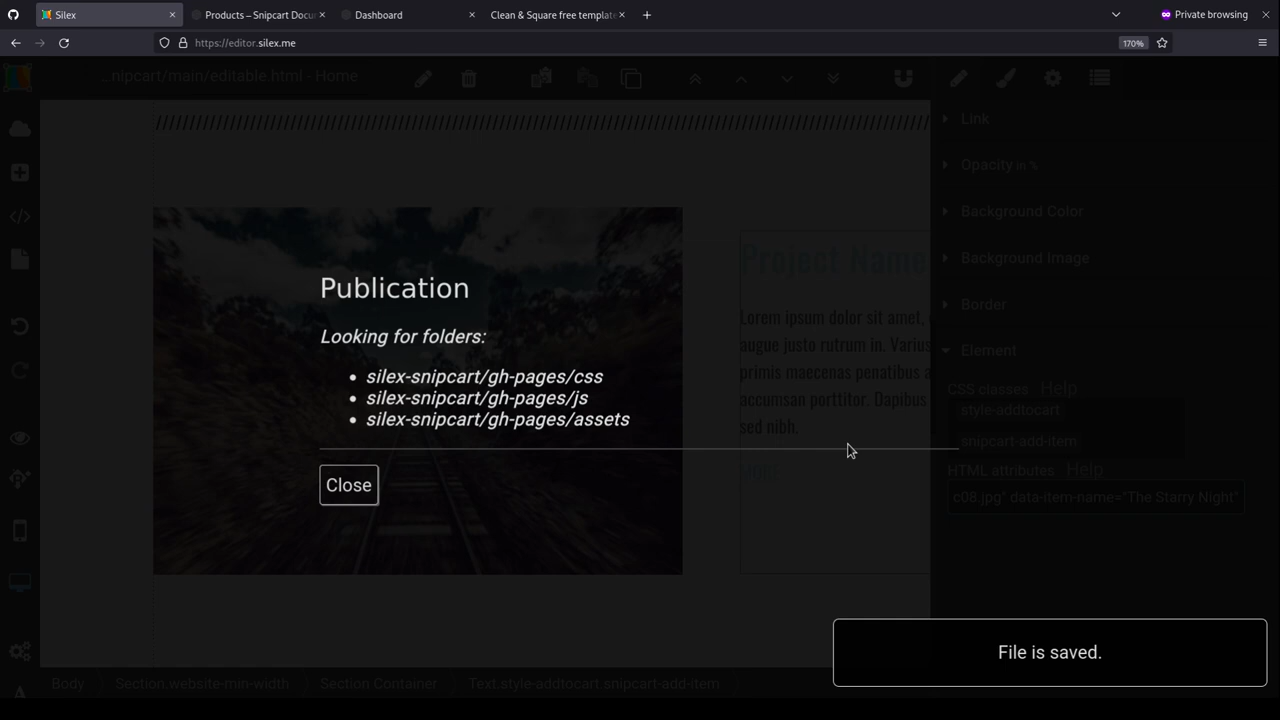 Silex
Products – Snipcart Docu
Dashboard
Clean & Square free template
Private browsing
https://editor.silex.me
170%
...nipcart/main/editable.html - Home
////////////////////////////////////////////////////////////////////////////////////////////////////////////////////
Link
Opacity in %
Background Color
Background Image
Border
Element
CSS classes Help
style-addtocart
snipcart-add-item
HTML attributes Help
c08.jpg" data-item-name="The Starry Night"
Project Name
Lorem ipsum dolor sit amet,
augue justo rutrum in. Varius
primis maecenas penatibus a
accumsan porttitor. Dapibus
sed nibh.
MORE
Publication
Looking for folders:
• silex-snipcart/gh-pages/css
• silex-snipcart/gh-pages/js
• silex-snipcart/gh-pages/assets
Close
File is saved.
Body
Section.website-min-width
Section Container
Text.style-addtocart.snipcart-add-item